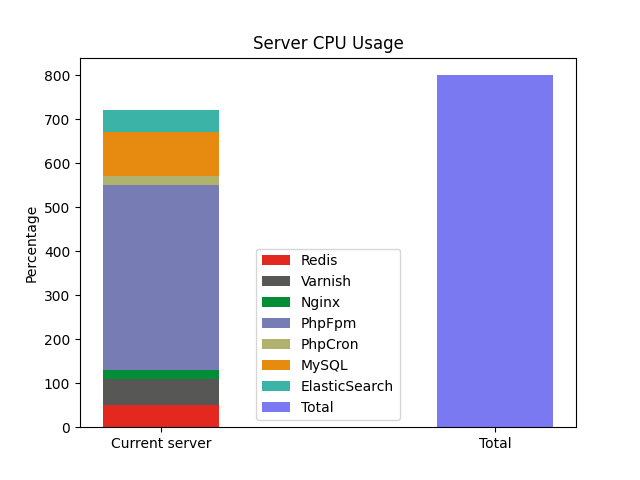 Server CPU Usage
Percentage
800
700
600
500
400
300
200
100
0
Redis
Varnish
Nginx
PhpFpm
PhpCron
MySQL
ElasticSearch
Total
Current server
Total